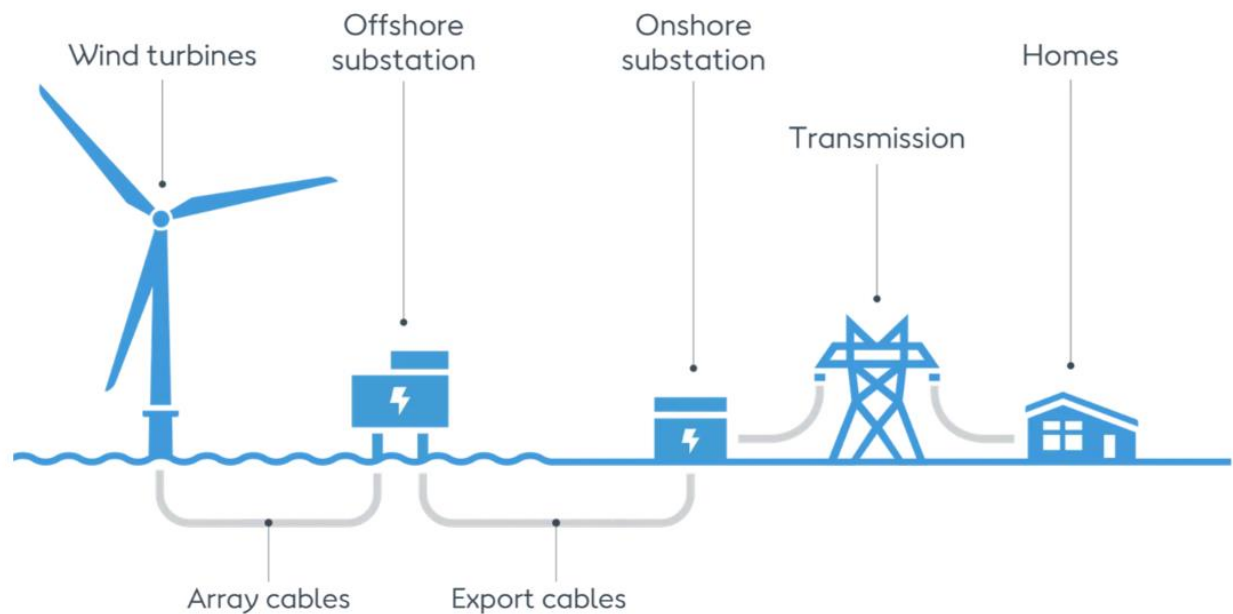 Wind turbines
Offshore
substation
Onshore
substation
Homes
Transmission
Array cables
Export cables